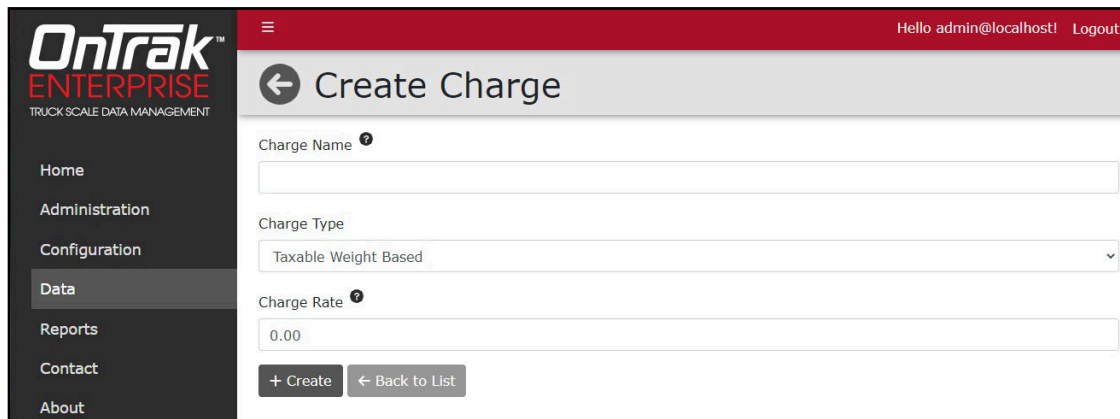 OnTrak™
ENTERPRISE
TRUCK SCALE DATA MANAGEMENT
Home
Administration
Configuration
Data
Reports
Contact
About
Hello admin@localhost! Logout
Create Charge
Charge Name ?
Charge Type
Taxable Weight Based
Charge Rate ?
0.00
+ Create ← Back to List